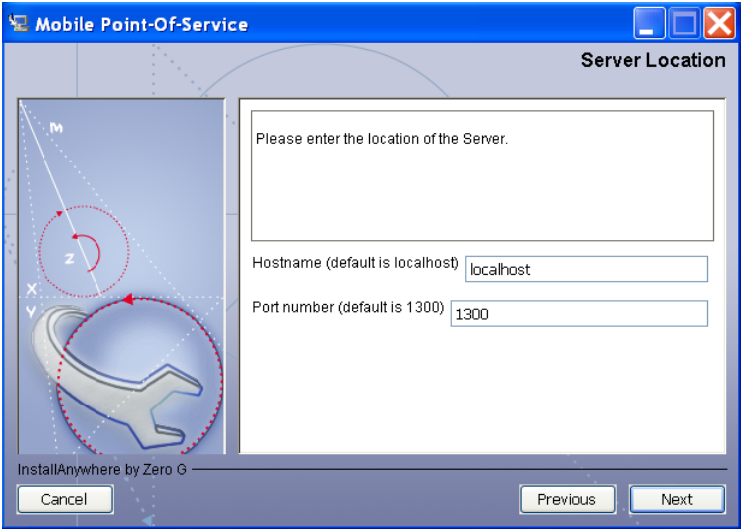 Mobile Point-Of-Service
Server Location
M
Z
X
Y
Please enter the location of the Server.
Hostname (default is localhost) localhost
Port number (default is 1300) 1300
InstallAnywhere by Zero G
Cancel Previous Next